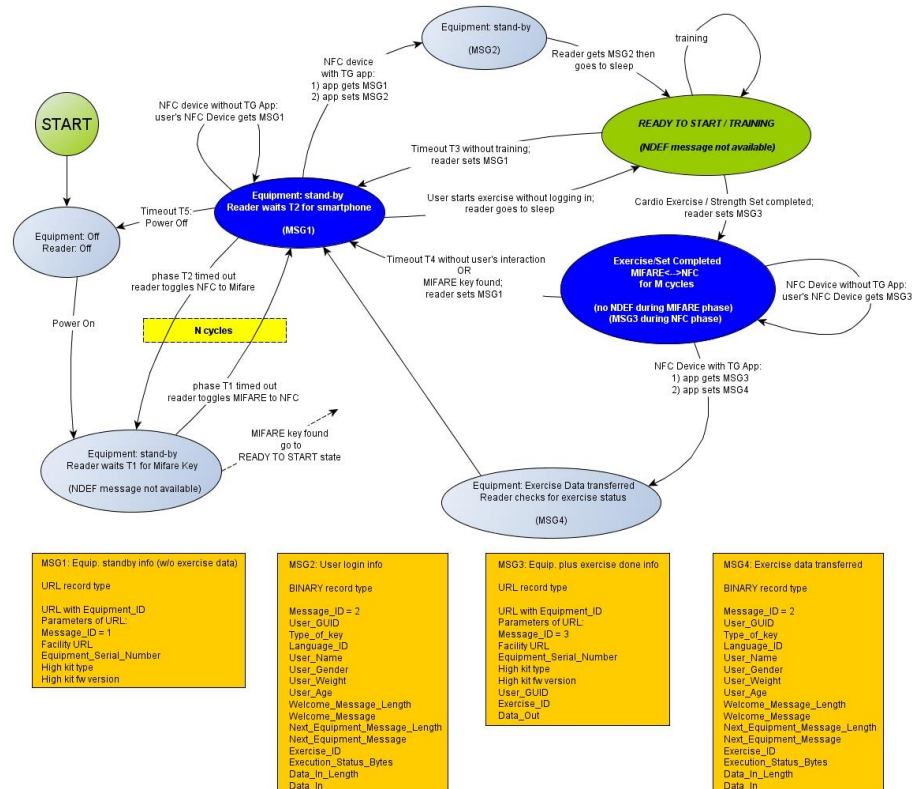 Equipment: stand-by
(MSG2)
Reader gets MSG2 then
goes to sleep
training
NFC device
with TG app:
1) app gets MSG1
2) app sets MSG2
START
NFC device without TG App:
user's NFC Device gets MSG1
READY TO START / TRAINING
(NDEF message not available)
Timeout T3 without training;
reader sets MSG1
Equipment: stand-by
Reader waits T2 for smartphone
(MSG1)
User starts exercise without logging in;
reader goes to sleep
Cardio Exercise / Strength Set completed;
reader sets MSG3
Timeout T5:
Power Off
Equipment: Off
Reader: Off
Timeout T4 without user's interaction
OR
MIFARE key found;
reader sets MSG1
Exercise/Set Completed
MIFARE<-->NFC
for M cycles
(no NDEF during MIFARE phase)
(MSG3 during NFC phase)
NFC Device without TG App:
user's NFC Device gets MSG3
phase T2 timed out
reader toggles NFC to Mifare
Power On
N cycles
NFC Device with TG App:
1) app gets MSG3
2) app sets MSG4
phase T1 timed out
reader toggles MIFARE to NFC
MIFARE key found
go to
READY TO START state
Equipment: stand-by
Reader waits T1 for Mifare Key
(NDEF message not available)
Equipment: Exercise Data transferred
Reader checks for exercise status
(MSG4)
MSG1: Equip. standby info (w/o exercise data)
URL record type
URL with Equipment_ID
Parameters of URL:
Message_ID = 1
Facility URL
Equipment_Serial_Number
High kit type
High kit fw version
MSG2: User login info
BINARY record type
Message_ID = 2
User_GUID
Type_of_key
Language_ID
User_Name
User_Gender
User_Weight
User_Age
Welcome_Message_Length
Welcome_Message
Next_Equipment_Message_Length
Next_Equipment_Message
Exercise_ID
Execution_Status_Bytes
Data_In_Length
Data_In
MSG3: Equip. plus exercise done info
URL record type
URL with Equipment_ID
Parameters of URL:
Message_ID = 3
Facility URL
Equipment_Serial_Number
High kit type
High kit fw version
User_GUID
Exercise_ID
Data_Out
MSG4: Exercise data transferred
BINARY record type
Message_ID = 2
User_GUID
Type_of_key
Language_ID
User_Name
User_Gender
User_Weight
User_Age
Welcome_Message_Length
Welcome_Message
Next_Equipment_Message_Length
Next_Equipment_Message
Exercise_ID
Execution_Status_Bytes
Data_In_Length
Data_In